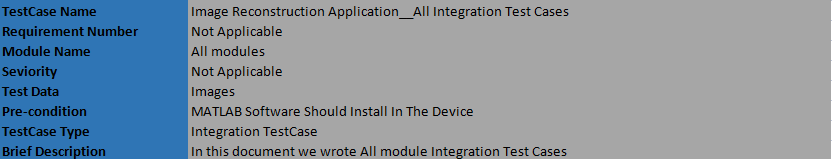 TestCase Name Image Reconstruction Application__All Integration Test Cases
Requirement Number Not Applicable
Module Name All modules
Seviority Not Applicable
Test Data Images
Pre-condition MATLAB Software Should Install In The Device
TestCase Type Integration TestCase
Brief Description In this document we wrote All module Integration Test Cases